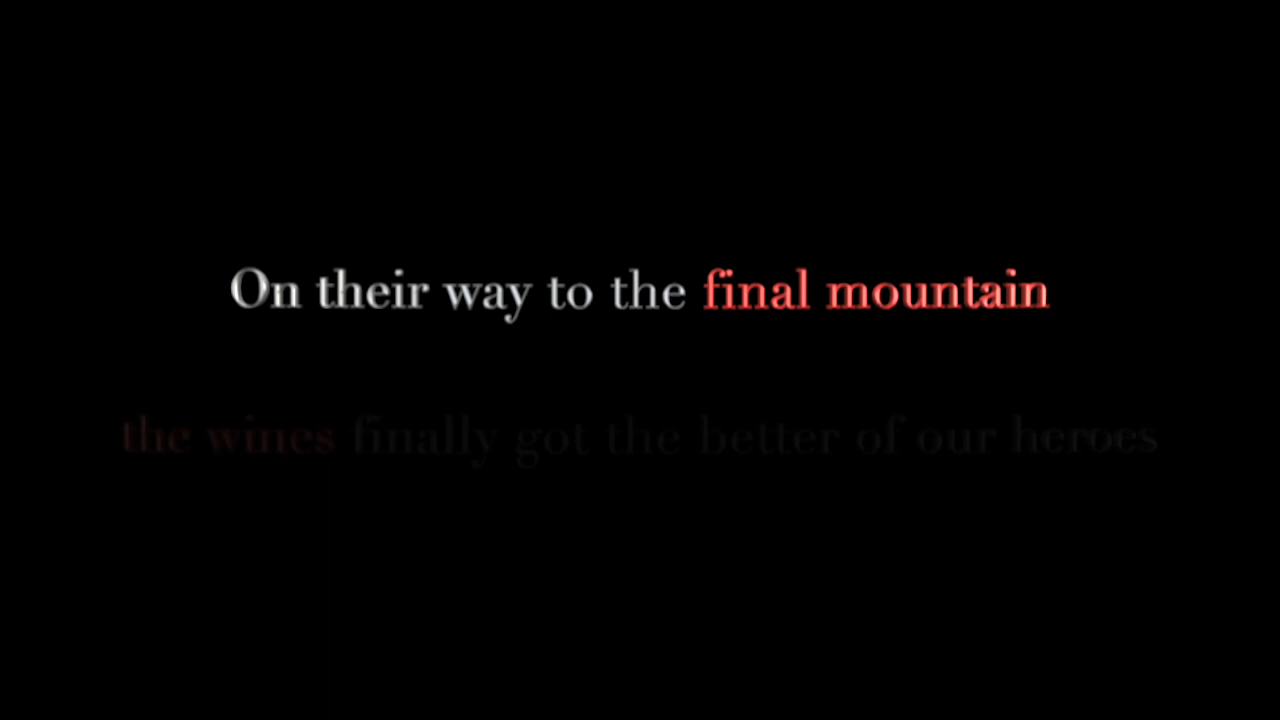 On their way to the final mountain
the wines finally got the better of our heroes